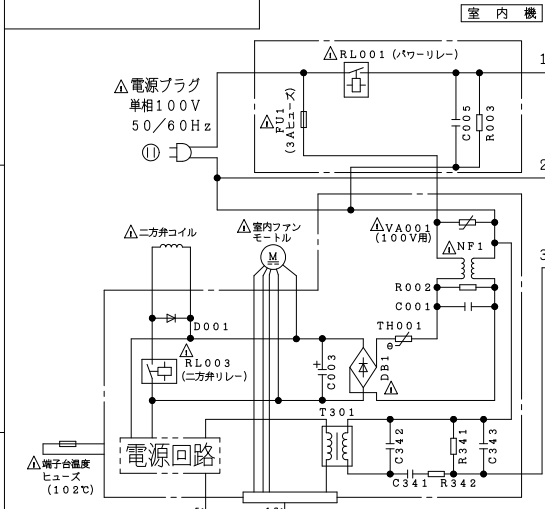 室内機
1
⚠RL001(パワーリレー)
⚠電源プラグ
単相100V
50/60Hz
⚠FU1
(3Aヒューズ)
C005
R003
2
⚠二方弁コイル
⚠室内ファン
モートル
M
⚠VA001
(100V用)
⚠NF1
3
R002
C001
D001
⚠
RL003
(二方弁リレー)
TH001
θ
+
C003
DB1
⚠
T301
電源回路
⚠端子台温度
ヒューズ
(102℃)
C342
R341
C343
C341
R342